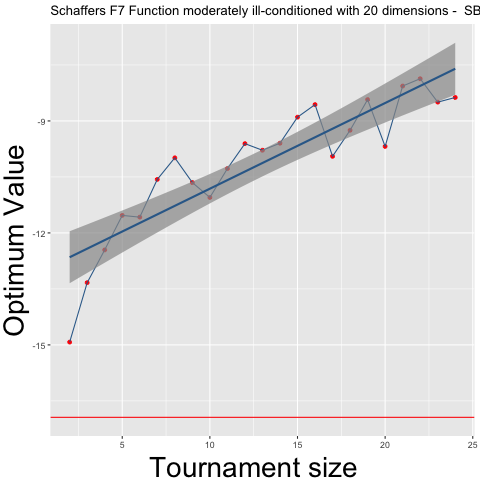 Schaffers F7 Function moderately ill-conditioned with 20 dimensions - SB
Optimum Value
-9
-12
-15
5 10 15 20 25
Tournament size